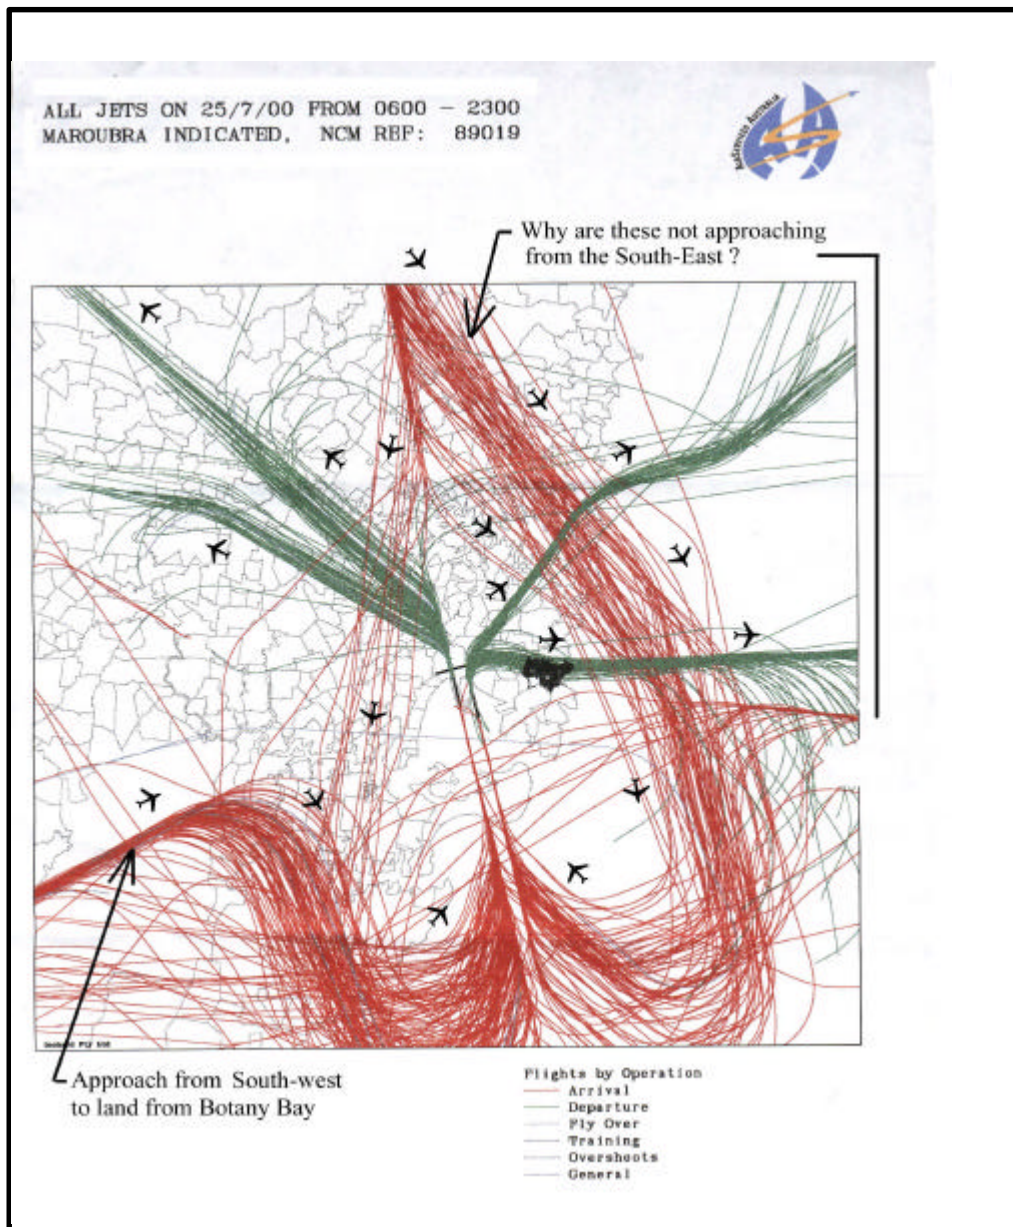 ALL JETS ON 25/7/00 FROM 0600 - 2300
MAROUBRA INDICATED, NCM REF: 89019
AIRSERVICES AUSTRALIA
Why are these not approaching
from the South-East ?
Approach from South-west
to land from Botany Bay
Flights by Operation
Arrival
Departure
Fly Over
Training
Overshoots
General